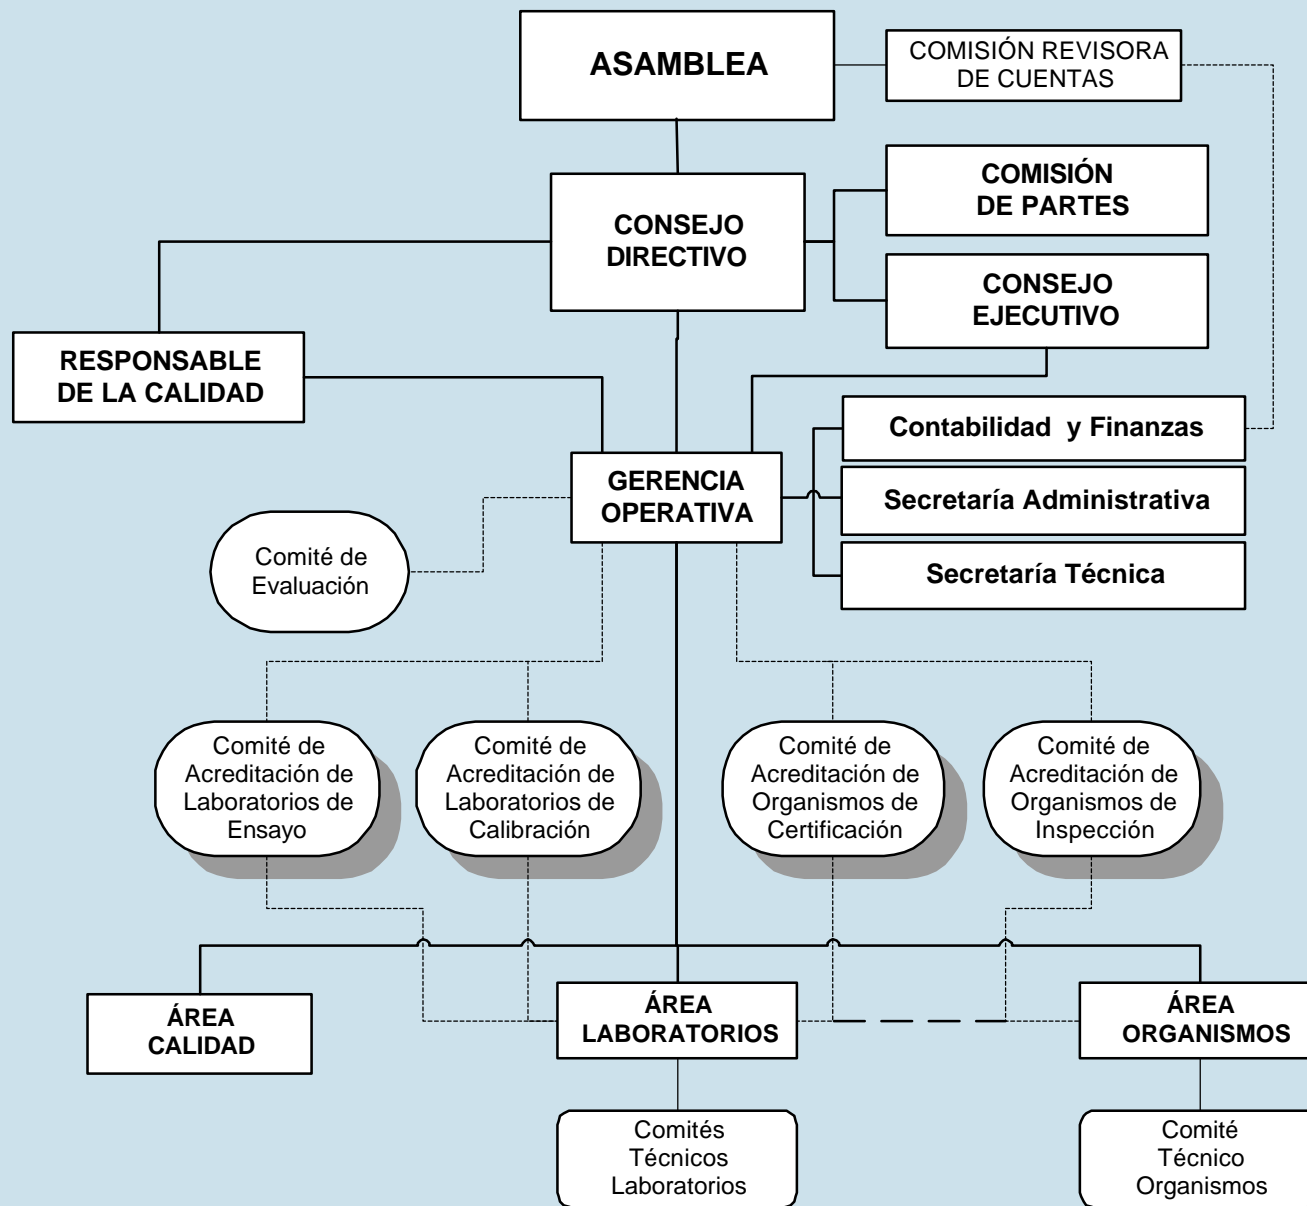 ASAMBLEA
COMISIÓN REVISORA
DE CUENTAS
COMISIÓN
DE PARTES
CONSEJO
DIRECTIVO
CONSEJO
EJECUTIVO
RESPONSABLE
DE LA CALIDAD
Contabilidad y Finanzas
GERENCIA
OPERATIVA
Secretaría Administrativa
Secretaría Técnica
Comité de
Evaluación
Comité de
Acreditación de
Laboratorios de
Ensayo
Comité de
Acreditación de
Laboratorios de
Calibración
Comité de
Acreditación de
Organismos de
Certificación
Comité de
Acreditación de
Organismos de
Inspección
ÁREA
CALIDAD
ÁREA
LABORATORIOS
ÁREA
ORGANISMOS
Comités
Técnicos
Laboratorios
Comité
Técnico
Organismos